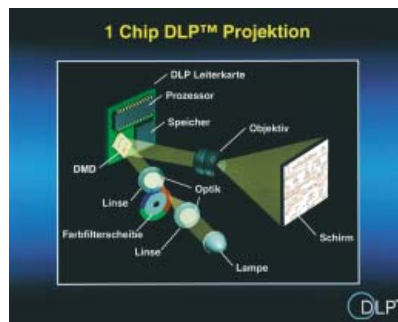 1 Chip DLP™ Projektion
DLP Leiterkarte
Prozessor
Speicher
Objektiv
DMD
Linse
Optik
Farbfilterscheibe
Linse
Schirm
Lampe
DLP